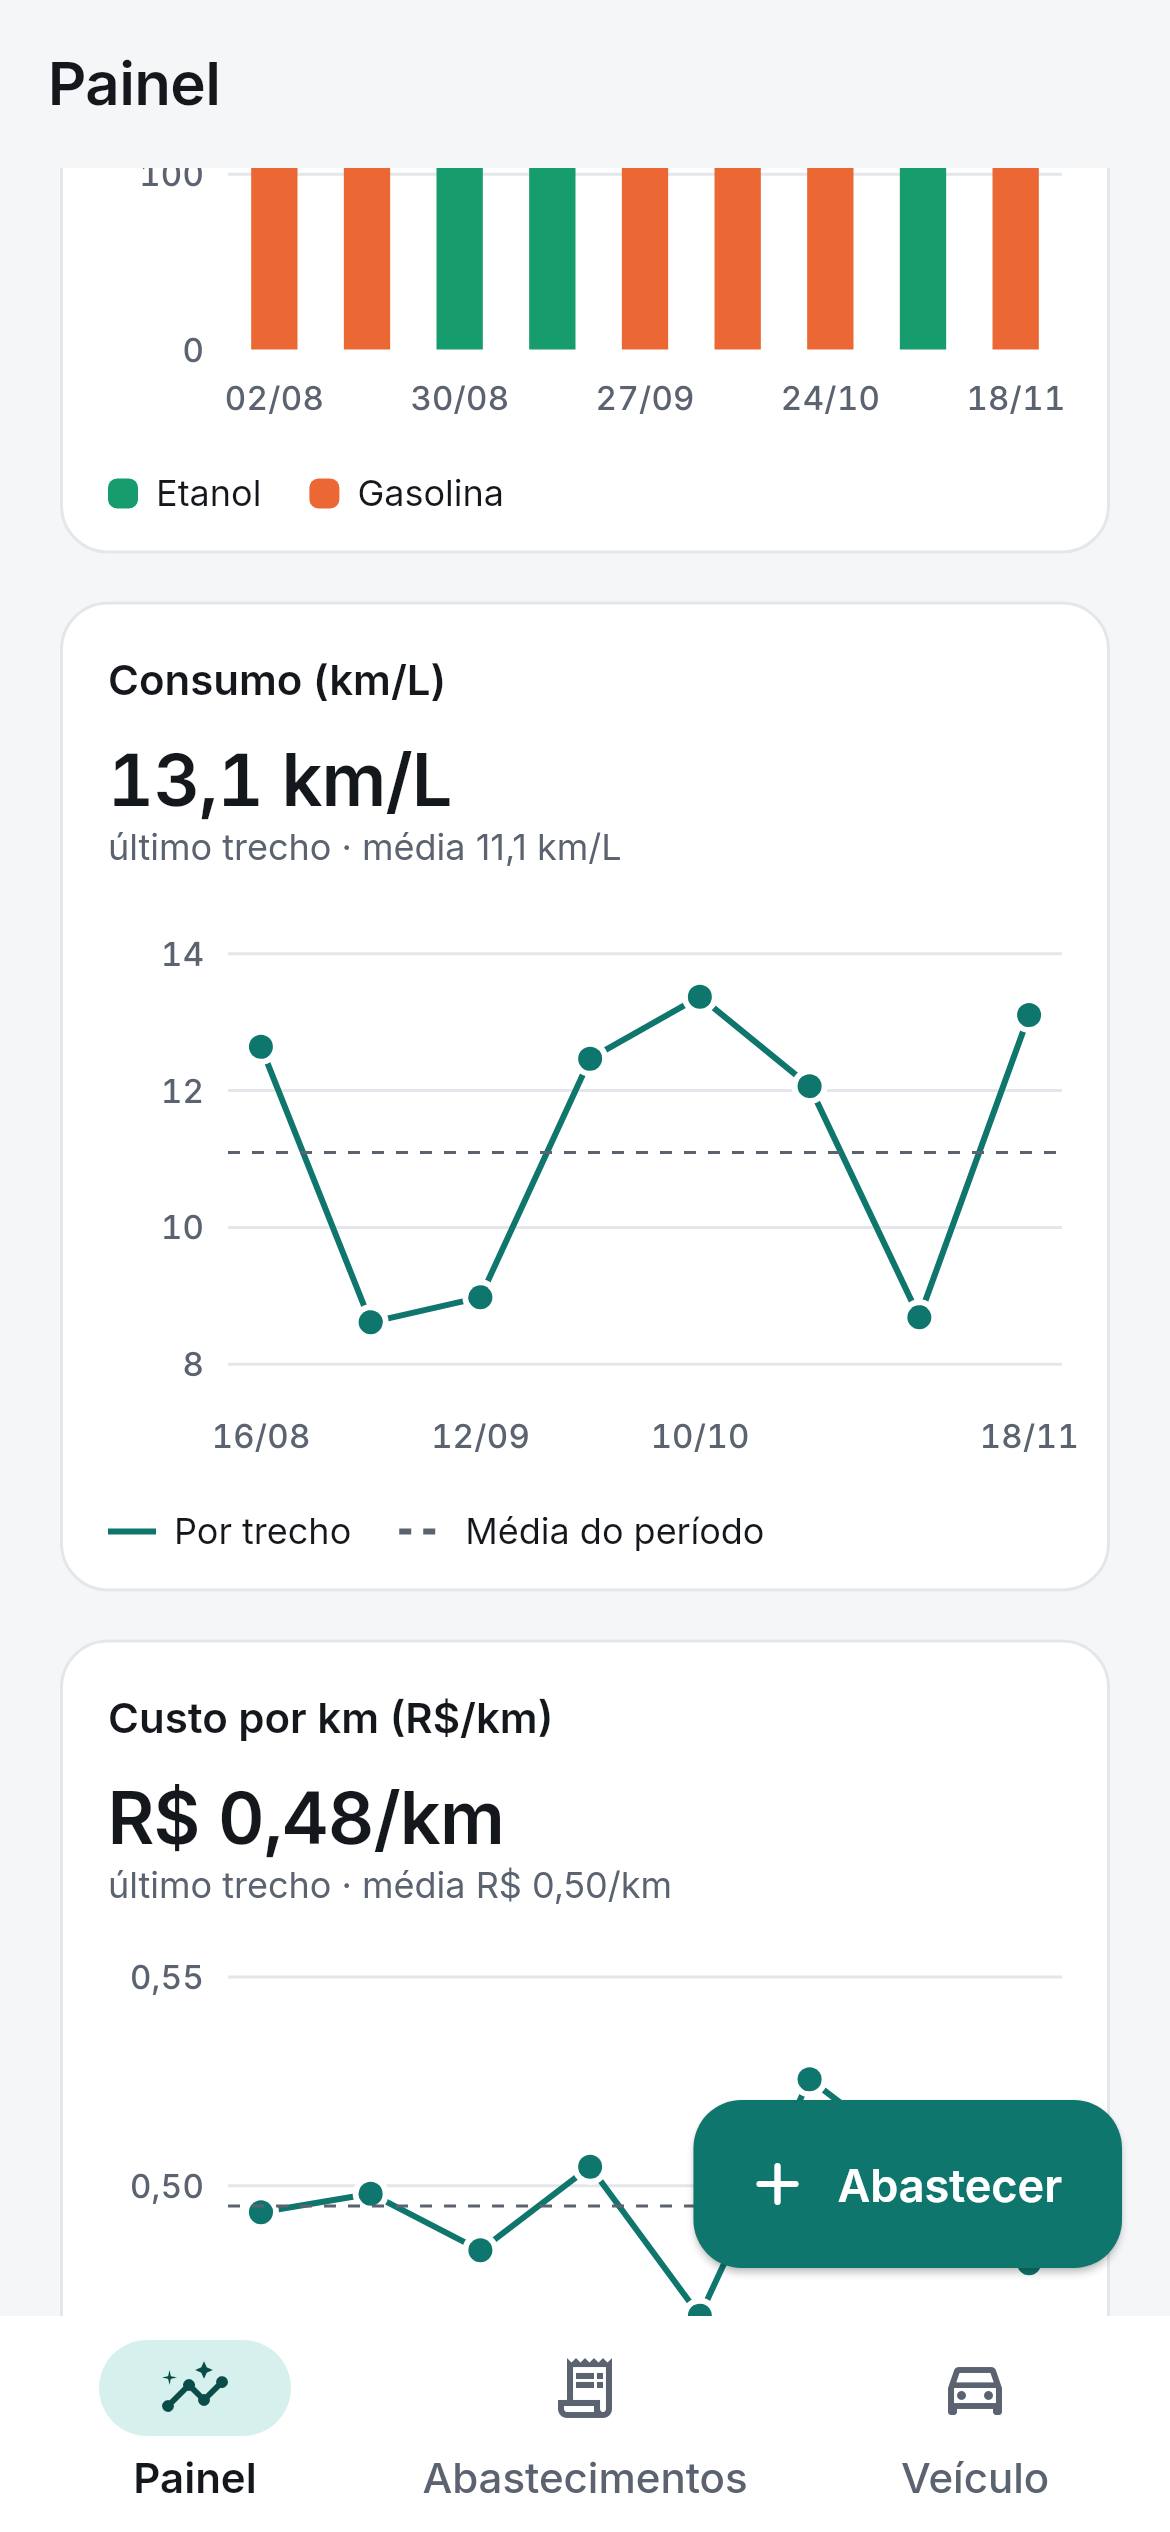 Painel
100
0
02/08 30/08 27/09 24/10 18/11
Etanol Gasolina
Consumo (km/L)
13,1 km/L
último trecho · média 11,1 km/L
14
12
10
8
16/08 12/09 10/10 18/11
Por trecho Média do período
Custo por km (R$/km)
R$ 0,48/km
último trecho · média R$ 0,50/km
0,55
0,50
Abastecer
Painel Abastecimentos Veículo